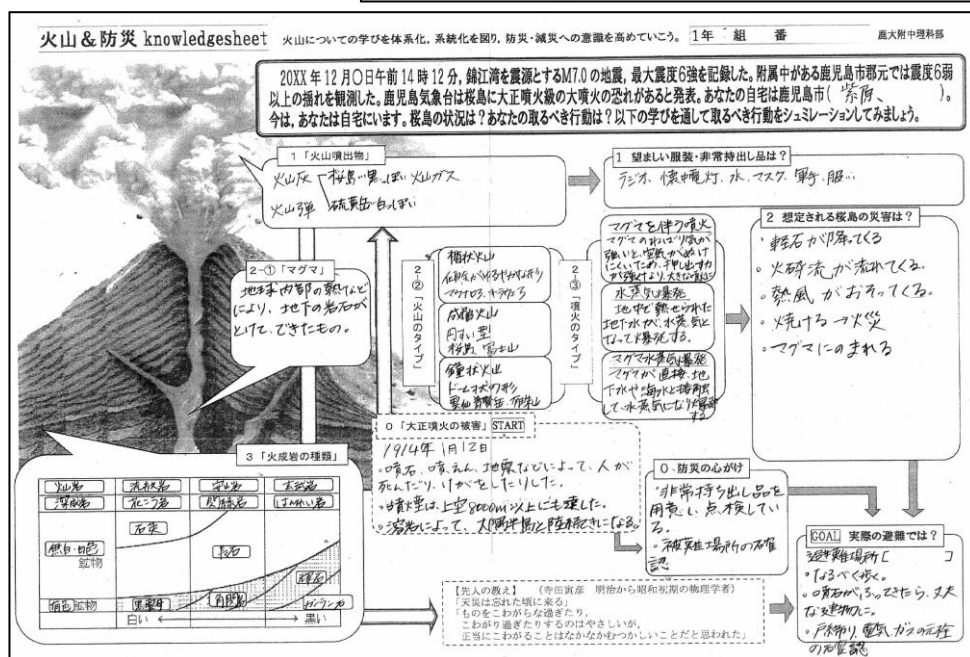 火山&防災 knowledgesheet
火山についての学びを体系化,系統化を図り,防災・減災への意識を高めていこう。
1年 組 番
鹿大附中理科部
20XX年12月〇日午前14時12分,錦江湾を震源とするM7.0の地震,最大震度6強を記録した。附属中がある鹿児島市郡元では震度6弱
以上の揺れを観測した。鹿児島気象台は桜島に大正噴火級の大噴火の恐れがあると発表。あなたの自宅は鹿児島市( 紫原、 )。
今は,あなたは自宅にいます。桜島の状況は?あなたの取るべき行動は?以下の学びを通して取るべき行動をシュミレーションしてみましょう。
1 「火山噴出物」
火山灰 桜島→黒っぽい 火山ガス
火山弾 硫黄岳→白っぽい
1 望ましい服装・非常持出し品は?
ラジオ、懐中電灯、水、マスク、軍手、服…
2-①「マグマ」
地球内部の熱などに
より、地下の岩石が
とけて、できたもの。
2-②「火山のタイプ」
楯状火山
傾斜がゆるやかな形
マウナロア、キラウエア
成層火山
円すい型
桜島、富士山
鐘状火山
ドーム状の形
雲仙普賢岳、有珠山
2-③「噴火のタイプ」
マグマを伴う噴火
マグマのねばり気が
強いと、空気がぬけ
にくいため、押し出す力
が強くなり、大きな噴火に
水蒸気爆発
地中で熱せられた
地下水が、水蒸気と
なって爆発する。
マグマ水蒸気爆発
マグマが直接、地
下水や海水と接触
して、水蒸気になり爆発
する
2 想定される桜島の災害は?
・軽石が降ってくる
・火砕流が流れてくる。
・熱風がおそってくる。
・焼ける→火災
・マグマにのまれる
0「大正噴火の被害」 START
1914年1月12日
・噴石、噴えん、地震などによって、人が
死んだり、けがをしたりした。
・噴煙は、上空8000m以上にも達した。
・溶岩によって、大隅半島と陸続きになる。
3 「火成岩の種類」
火山岩 流紋岩 安山岩 玄武岩
深成岩 花こう岩 閃緑岩 はんれい岩
石英
無色・白色
鉱物
長石
輝石
有色鉱物
黒雲母 角閃石 カンラン石
白い 黒い
0、防災の心がけ
・非常持ち出し品を
用意し、点検してい
る。
・避難場所の確
認
【先人の教え】 (寺田寅彦 明治から昭和初期の物理学者)
「天災は忘れた頃に来る」
「ものをこわがらな過ぎたり,
こわがり過ぎたりするのはやさしいが,
正当にこわがることはなかなかむつかしいことだと思われた」
GOAL 実際の避難では?
避難場所[ ]
・なるべく歩く。
・噴石がふってきたら、丈夫
な建物に。
・戸締り、電気、ガスの元栓
の確認